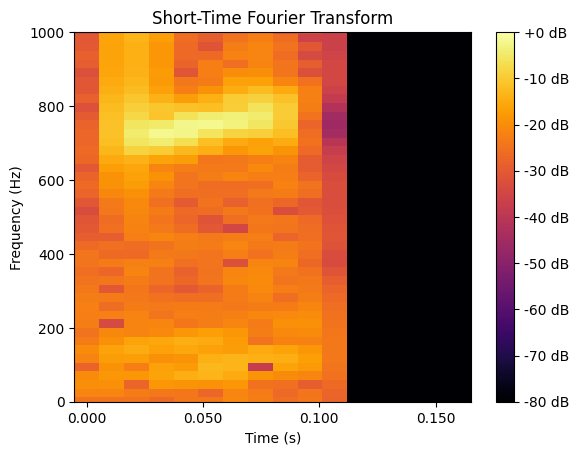 Short-Time Fourier Transform
1000
800
600
400
200
0
Frequency (Hz)
0.000
0.050
0.100
0.150
Time (s)
+0 dB
-10 dB
-20 dB
-30 dB
-40 dB
-50 dB
-60 dB
-70 dB
-80 dB